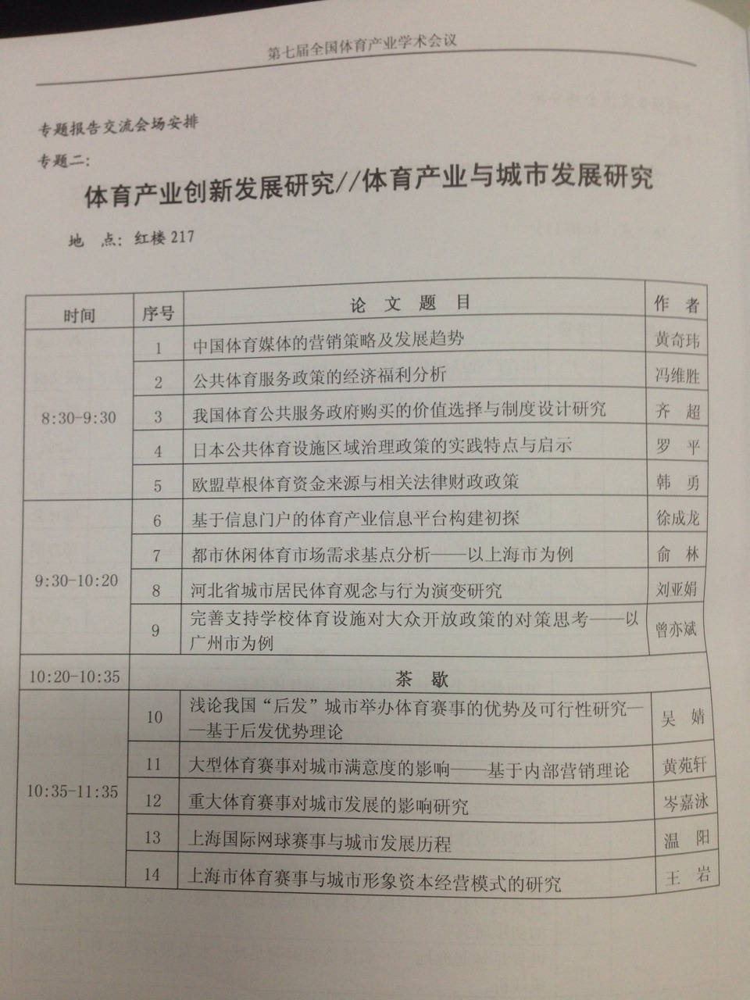 第七届全国体育产业学术会议
专题报告交流会场安排
专题二：
体育产业创新发展研究//体育产业与城市发展研究
地 点：红楼 217
时间 序号 论 文 题 目 作 者
8:30-9:30
1 中国体育媒体的营销策略及发展趋势 黄奇玮
2 公共体育服务政策的经济福利分析 冯维胜
3 我国体育公共服务政府购买的价值选择与制度设计研究 齐 超
4 日本公共体育设施区域治理政策的实践特点与启示 罗 平
5 欧盟草根体育资金来源与相关法律财政政策 韩 勇
9:30-10:20
6 基于信息门户的体育产业信息平台构建初探 徐成龙
7 都市休闲体育市场需求基点分析——以上海市为例 俞 林
8 河北省城市居民体育观念与行为演变研究 刘亚娟
9 完善支持学校体育设施对大众开放政策的对策思考——以
广州市为例 曾亦斌
10:20-10:35 茶 歇
10:35-11:35
10 浅论我国“后发”城市举办体育赛事的优势及可行性研究—
—基于后发优势理论 吴 婧
11 大型体育赛事对城市满意度的影响——基于内部营销理论 黄苑轩
12 重大体育赛事对城市发展的影响研究 岑嘉泳
13 上海国际网球赛事与城市发展历程 温 阳
14 上海市体育赛事与城市形象资本经营模式的研究 王 岩